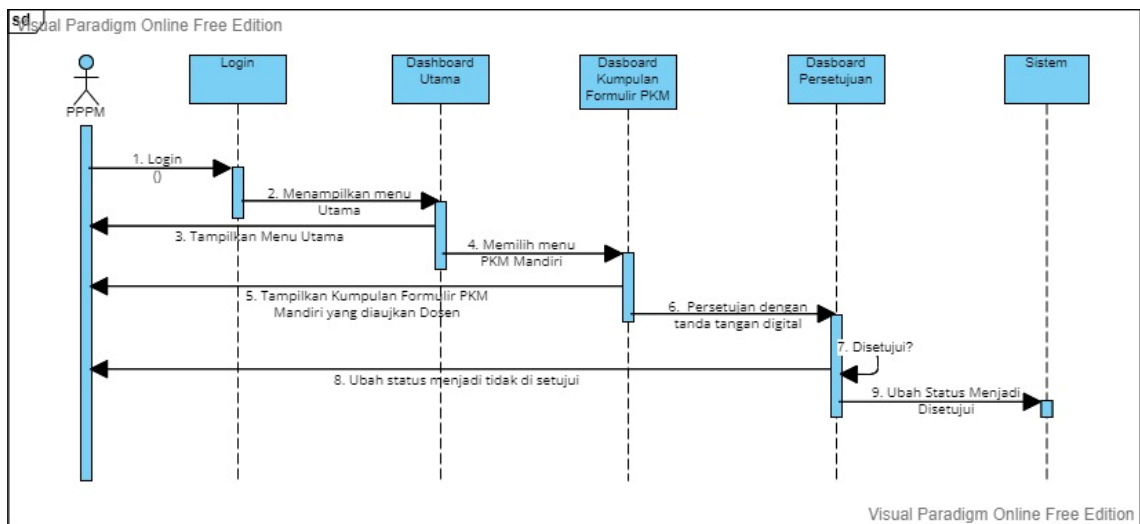 sd
Visual Paradigm Online Free Edition
PPPM
Login
Dashboard
Utama
Dasboard
Kumpulan
Formulir PKM
Dasboard
Persetujuan
Sistem
1. Login
()
2. Menampilkan menu
Utama
3. Tampilkan Menu Utama
4. Memilih menu
PKM Mandiri
5. Tampilkan Kumpulan Formulir PKM
Mandiri yang diaujkan Dosen
6. Persetujan dengan
tanda tangan digital
7. Disetujui?
8. Ubah status menjadi tidak di setujui
9. Ubah Status Menjadi
Disetujui
Visual Paradigm Online Free Edition